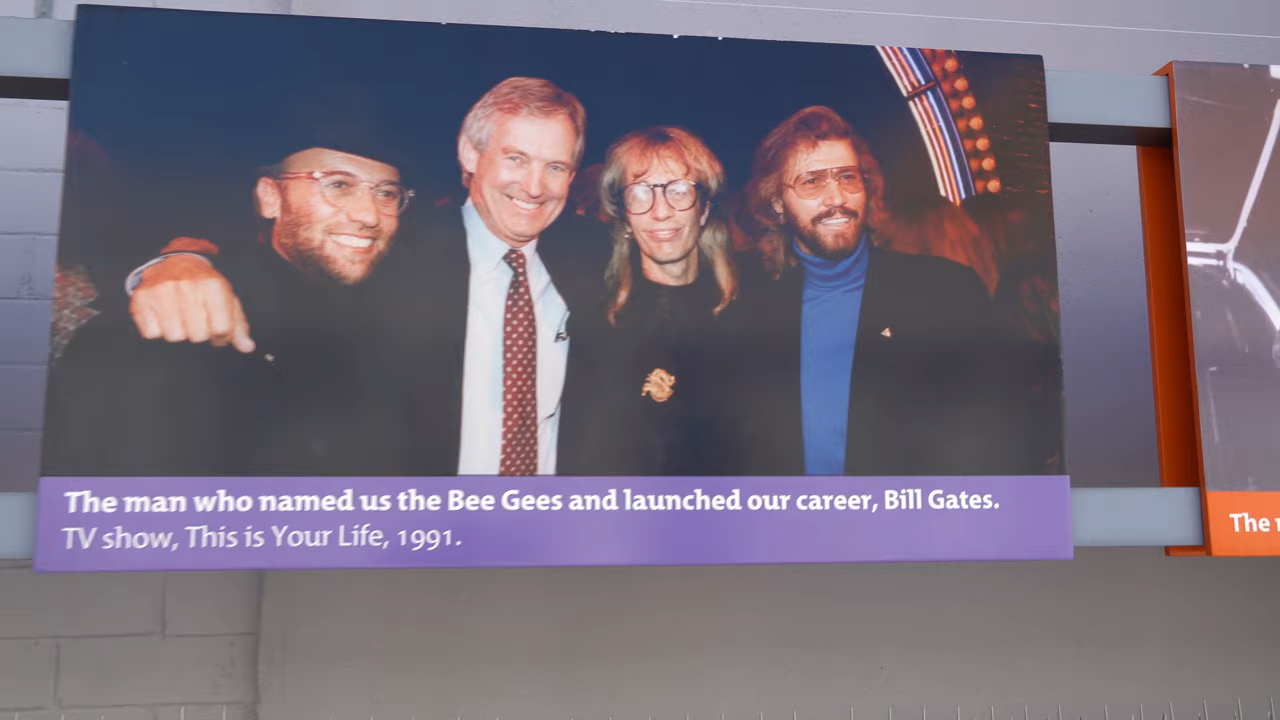 The man who named us the Bee Gees and launched our career, Bill Gates.
TV show, This is Your Life, 1991.
The